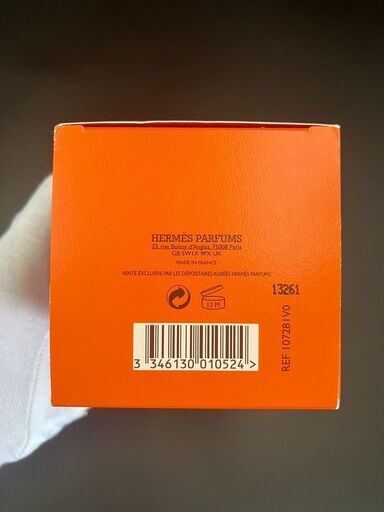 HERMÈS PARFUMS
23, rue Boissy d'Anglas, 75008 Paris
GB SW1X 9PX UK
MADE IN FRANCE
VENTE EXCLUSIVE PAR LES DÉPOSITAIRES AGRÉÉS HERMÈS PARFUMS
12 M
13261
REF 107281V0
3 346130 010524 >